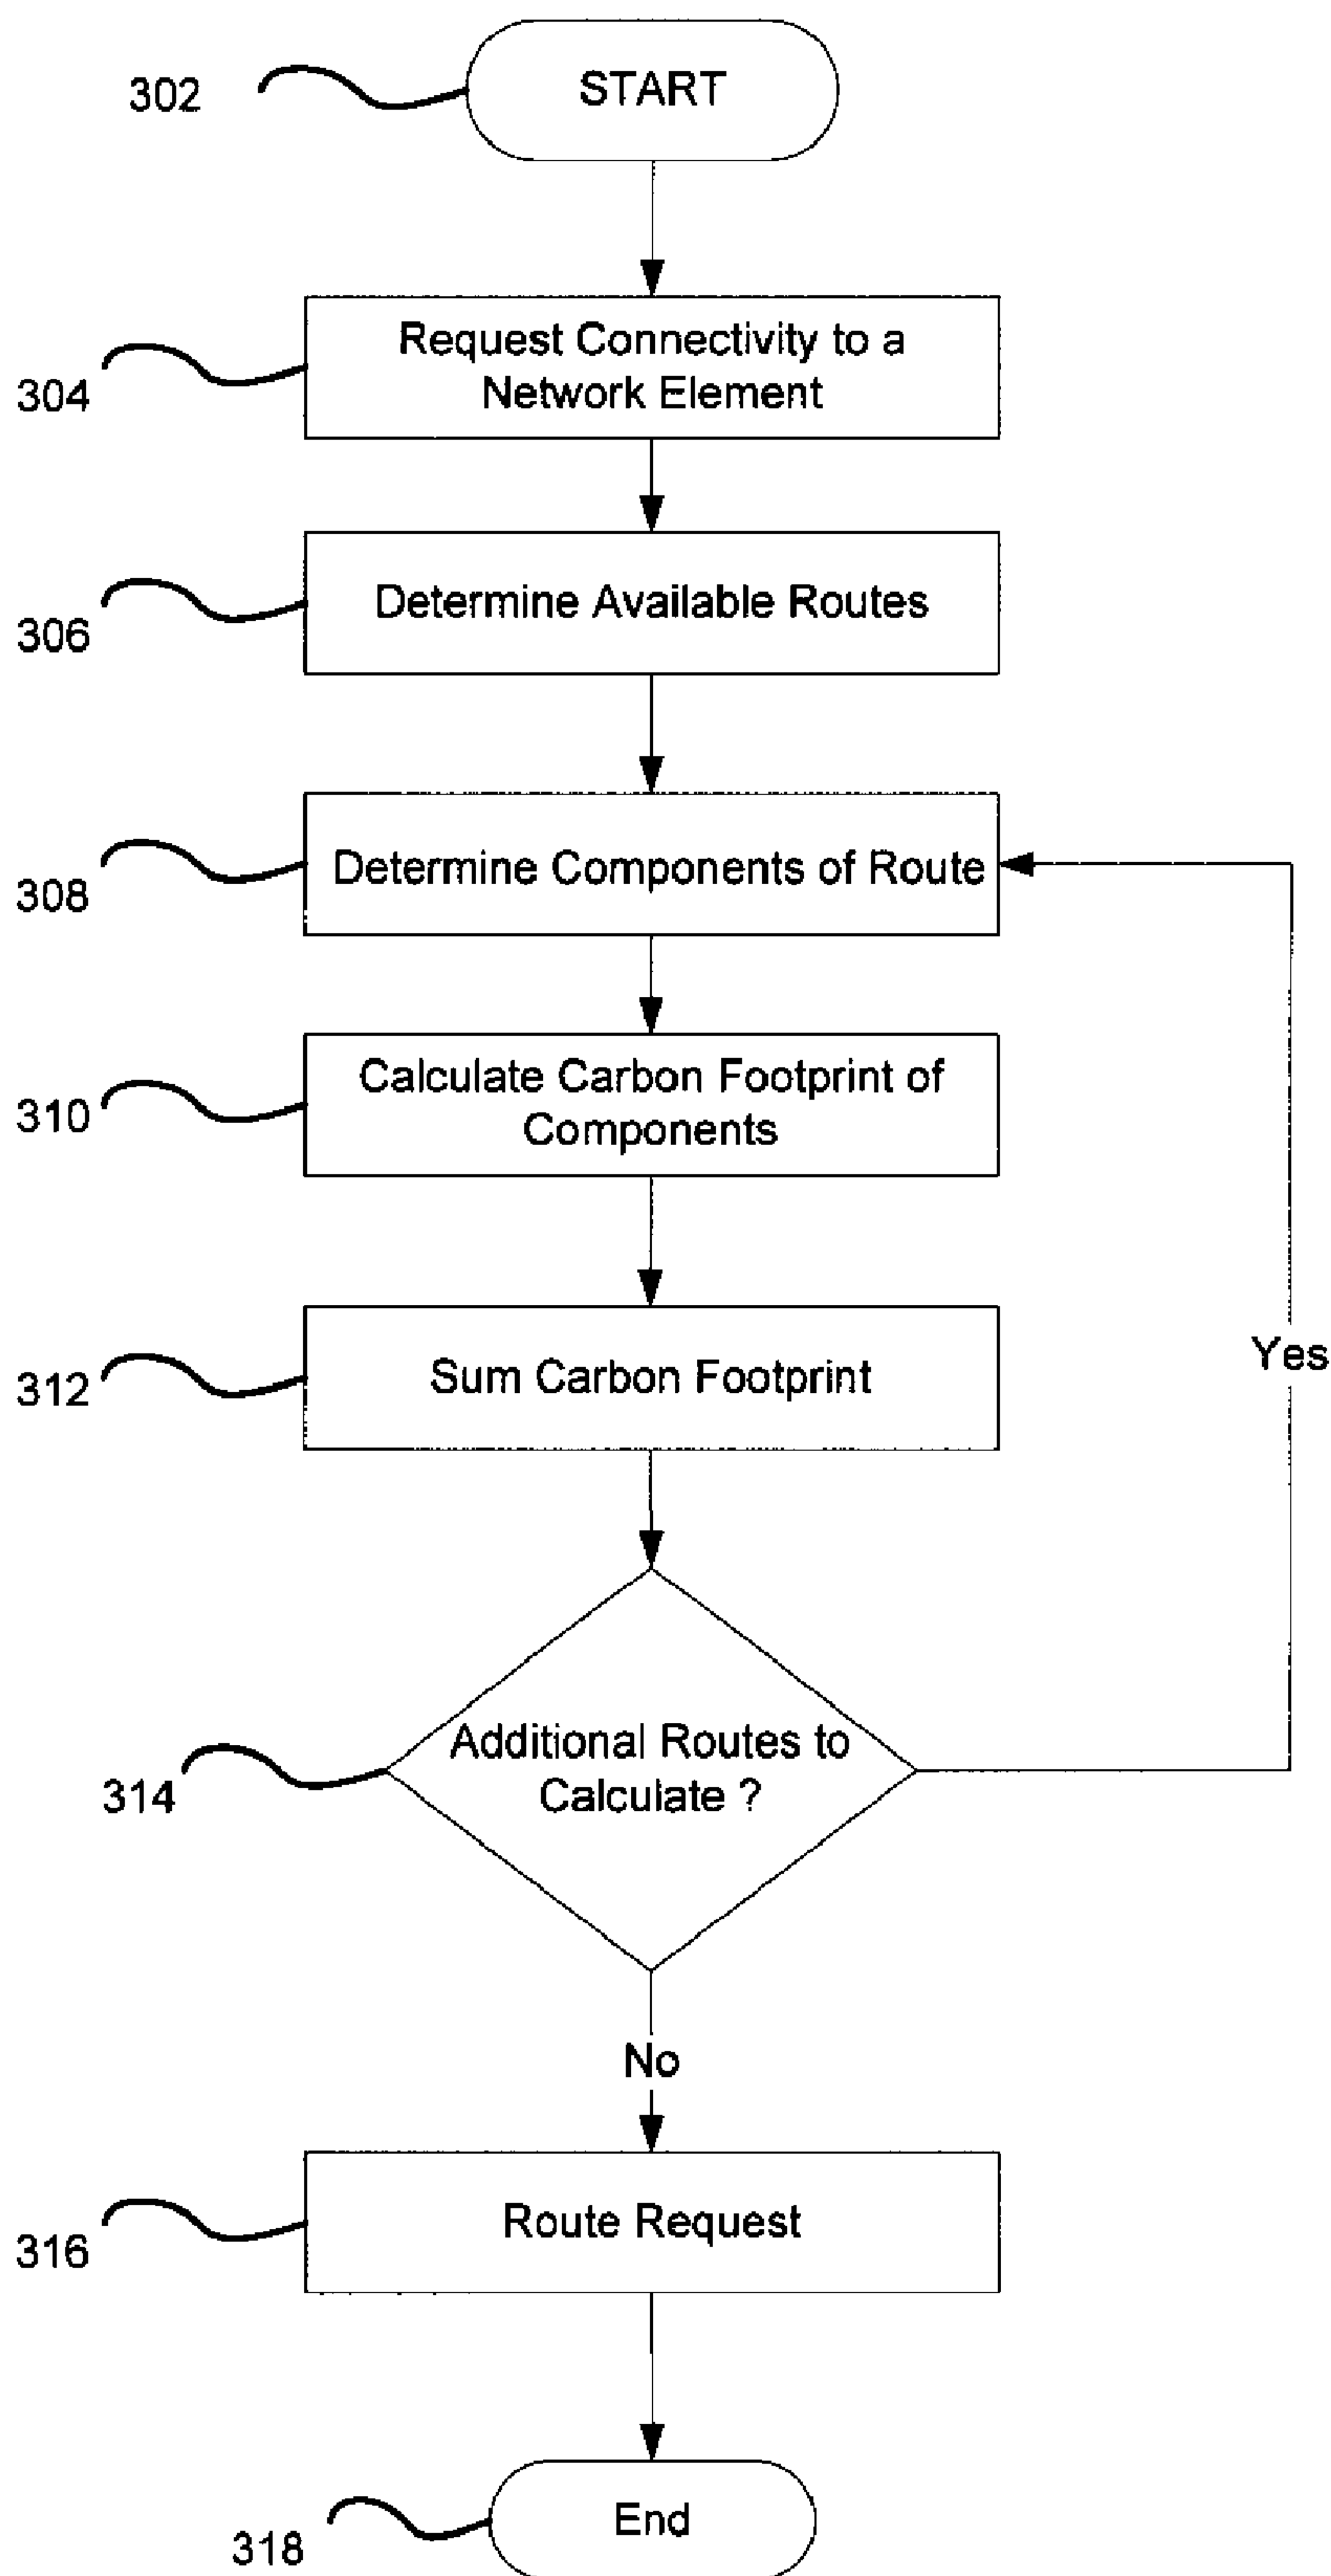 302
START
304
Request Connectivity to a
Network Element
306
Determine Available Routes
308
Determine Components of Route
310
Calculate Carbon Footprint of
Components
312
Sum Carbon Footprint
Yes
314
Additional Routes to
Calculate ?
No
316
Route Request
318
End